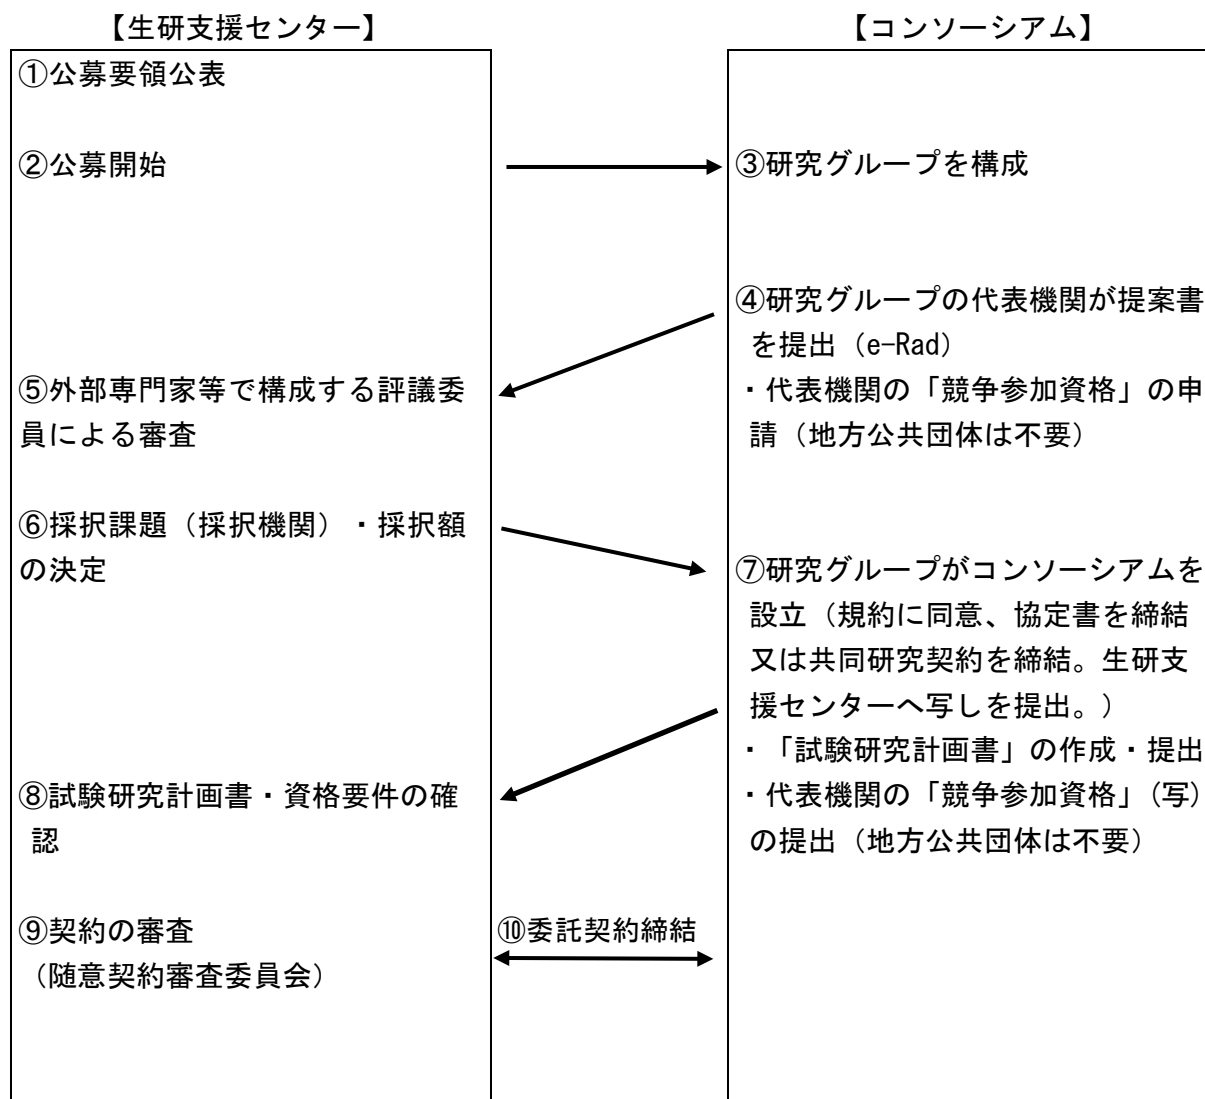 【生研支援センター】
①公募要領公表
②公募開始
⑤外部専門家等で構成する評議委
員による審査
⑥採択課題（採択機関）・採択額
の決定
⑧試験研究計画書・資格要件の確
認
⑨契約の審査
（随意契約審査委員会）
⑩委託契約締結
【コンソーシアム】
③研究グループを構成
④研究グループの代表機関が提案書
を提出（e-Rad）
・代表機関の「競争参加資格」の申
請（地方公共団体は不要）
⑦研究グループがコンソーシアムを
設立（規約に同意、協定書を締結
又は共同研究契約を締結。生研支
援センターへ写しを提出。）
・「試験研究計画書」の作成・提出
・代表機関の「競争参加資格」（写）
の提出（地方公共団体は不要）